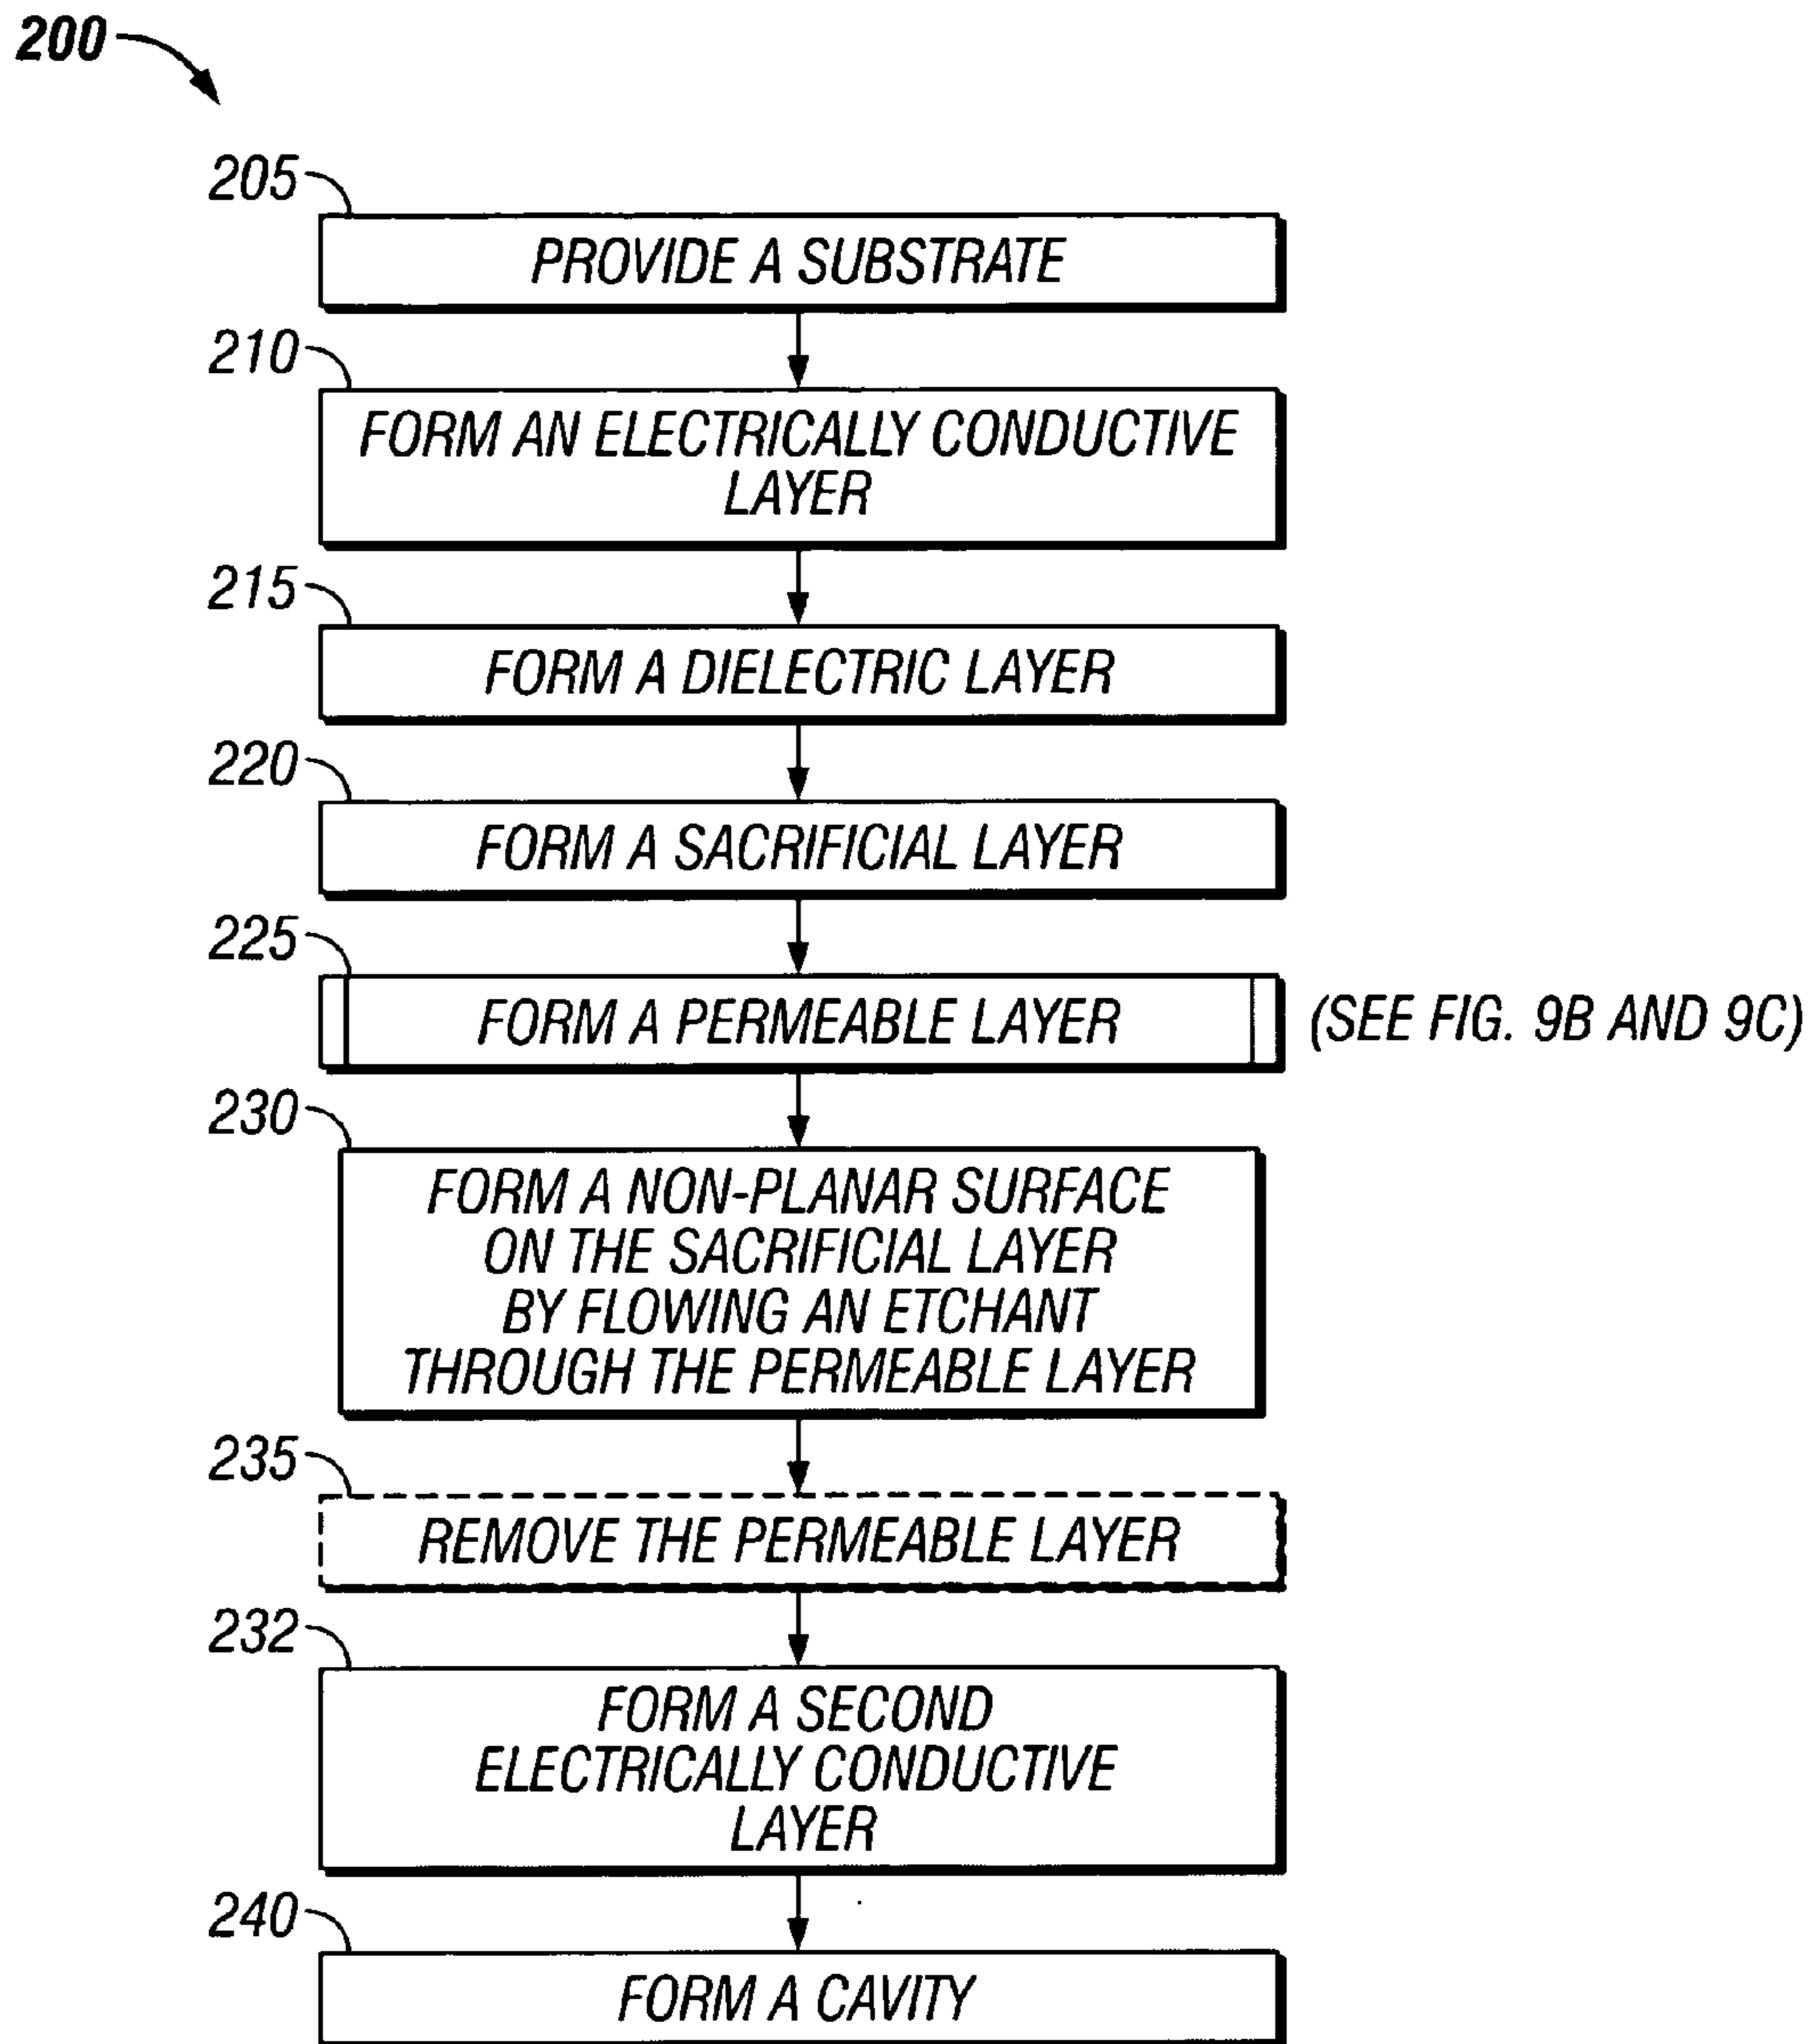 200
205
PROVIDE A SUBSTRATE
210
FORM AN ELECTRICALLY CONDUCTIVE
LAYER
215
FORM A DIELECTRIC LAYER
220
FORM A SACRIFICIAL LAYER
225
FORM A PERMEABLE LAYER
(SEE FIG. 9B AND 9C)
230
FORM A NON-PLANAR SURFACE
ON THE SACRIFICIAL LAYER
BY FLOWING AN ETCHANT
THROUGH THE PERMEABLE LAYER
235
REMOVE THE PERMEABLE LAYER
232
FORM A SECOND
ELECTRICALLY CONDUCTIVE
LAYER
240
FORM A CAVITY